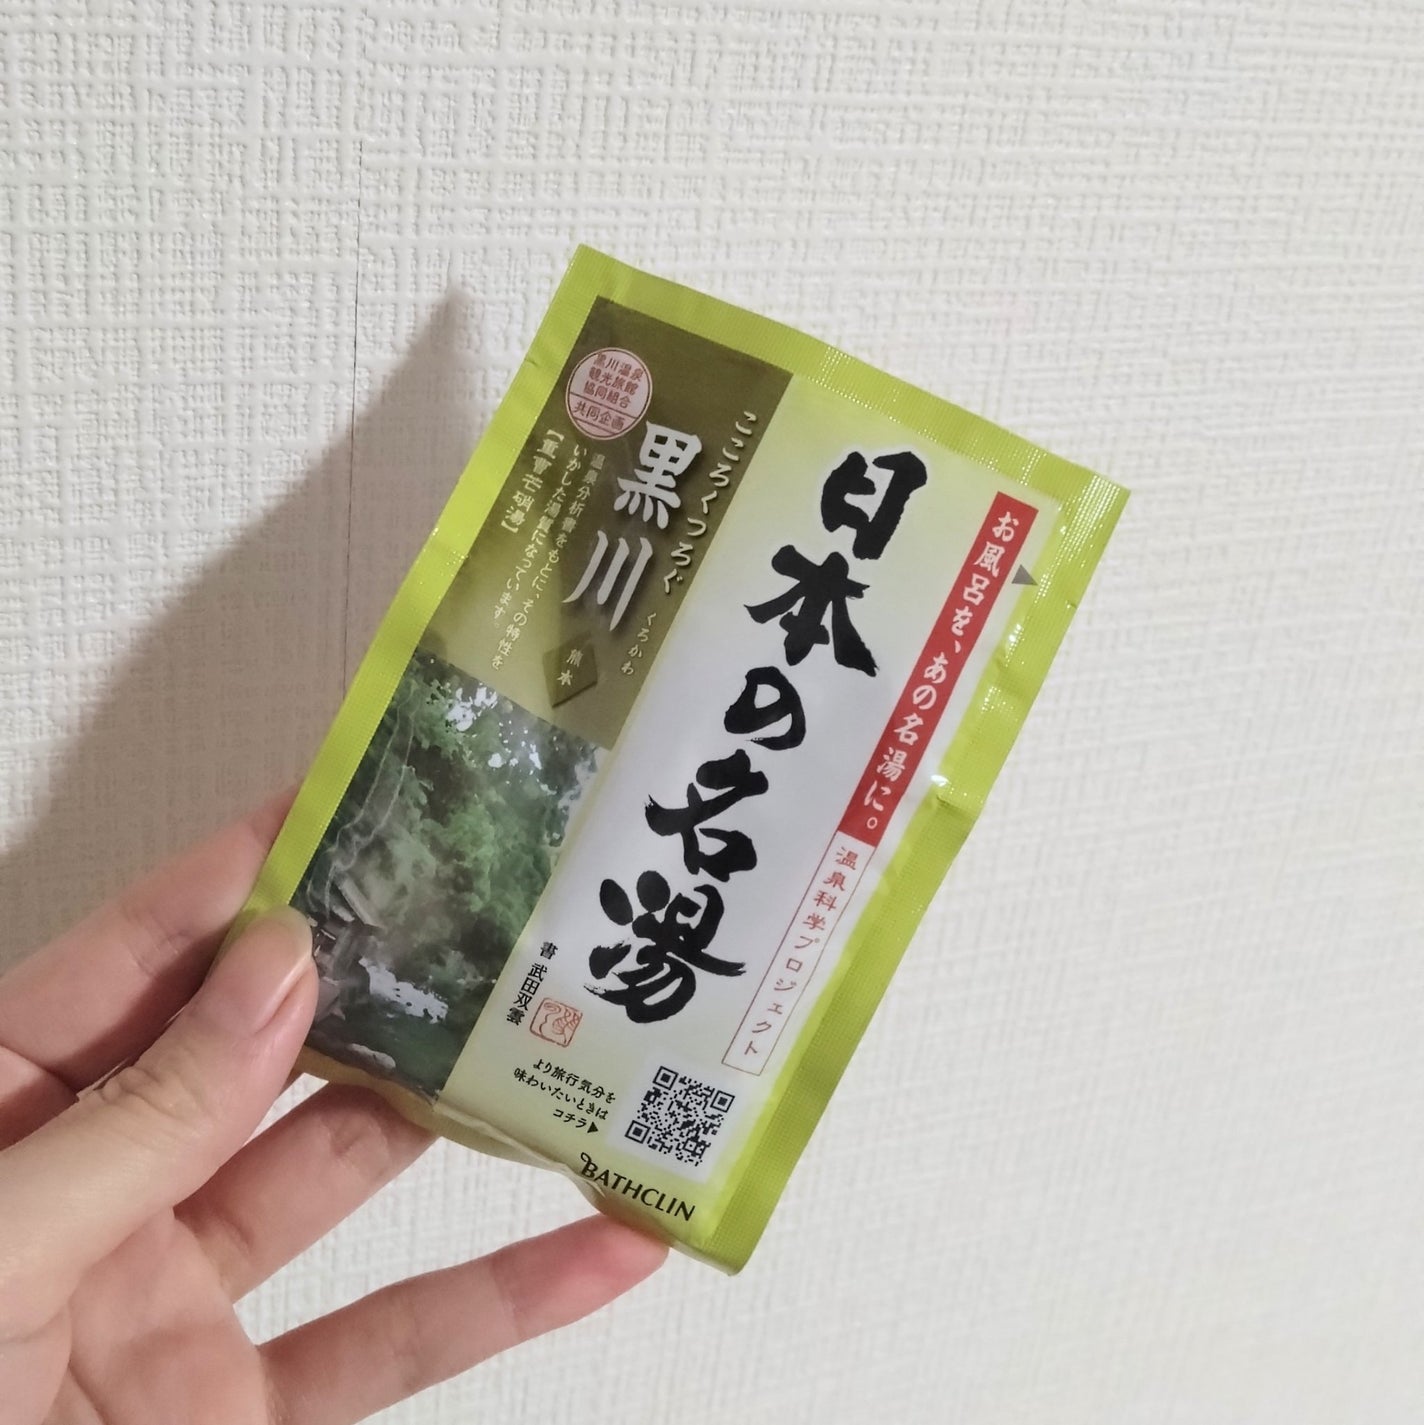 お風呂を、あの名湯に。
温泉科学プロジェクト
日本の名湯
書 武田双雲
こころくつろぐ
くろかわ
黒川
熊本
温泉分析書をもとに、その特性を
いかした湯質になっています。
【重曹芒硝湯】
黒川温泉
観光旅館
協同組合
共同企画
より旅行気分を
味わいたいときは
コチラ▶
BATHCLIN